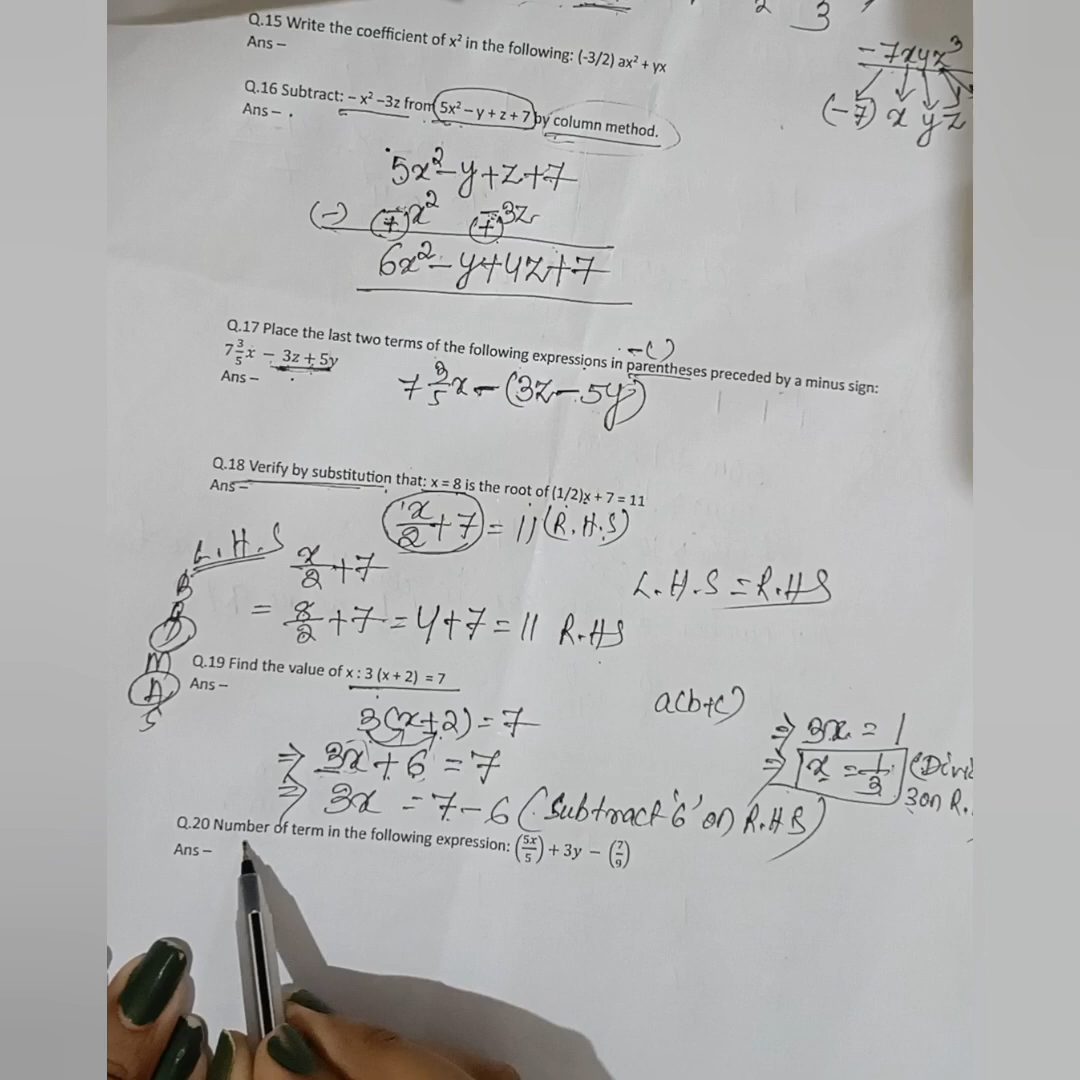 2 3
Q.15 Write the coefficient of x² in the following: (-3/2) ax² + yx
Ans –
-7xyz³
(-7) x y z
Q.16 Subtract: – x² –3z from 5x² – y + z + 7 by column method.
Ans –
5x²-y+z+7
(-) (+)x² (+)3z
6x²-y+4z+7
-( )
Q.17 Place the last two terms of the following expressions in parentheses preceded by a minus sign:
7 3/5 x – 3z + 5y
Ans –
7 3/5 x-(3z-5y)
Q.18 Verify by substitution that: x = 8 is the root of (1/2)x + 7 = 11
Ans –
x/2+7 = 11 (R.H.S)
L.H.S x/2+7
L.H.S = R.HS
= 8/2+7=4+7=11 R.HS
B
D
M
A
S
Q.19 Find the value of x : 3 (x + 2) = 7
Ans –
a(b+c)
3(x+2)=7
⇒ 3x+6=7
⇒ 3x =7-6 (Subtract '6' on R.H.S)
⇒ 3x = 1
⇒ x = 1/3 (Divi
3 on R.
Q.20 Number of term in the following expression: (5x/5) + 3y – (7/9)
Ans –